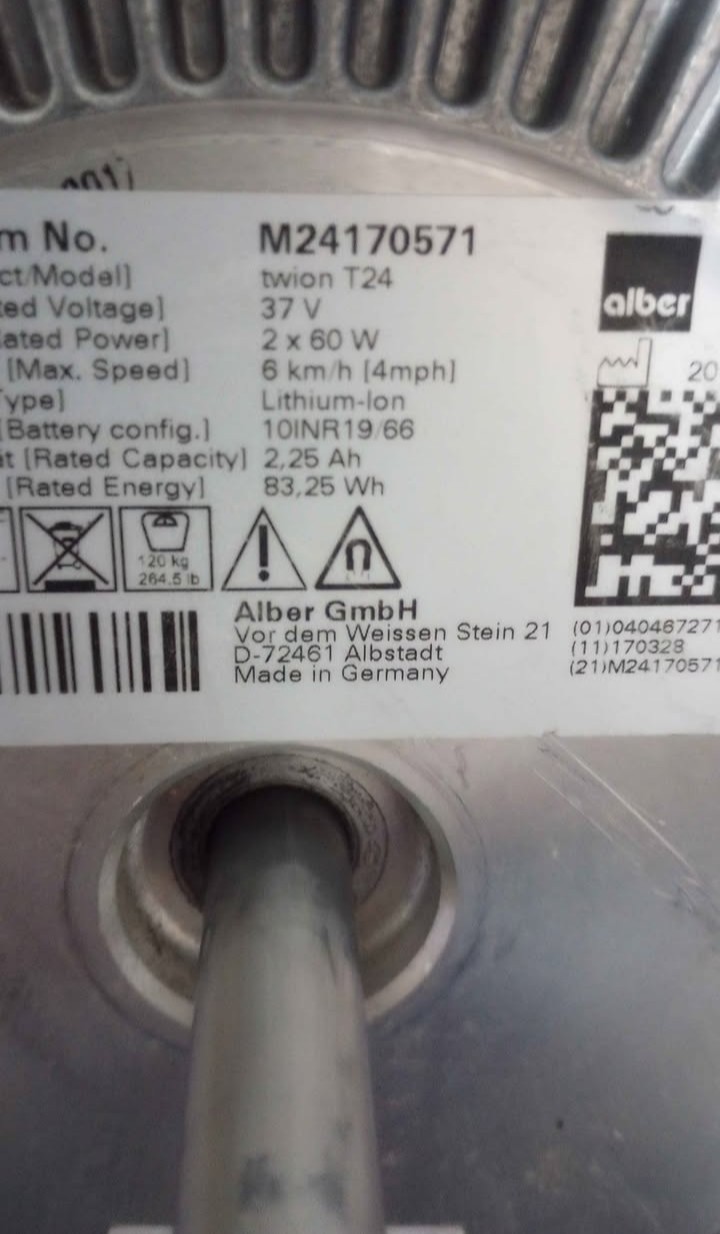 m No. M24170571
ct/Model] twion T24
ted Voltage] 37 V
ated Power] 2 x 60 W
[Max. Speed] 6 km/h [4mph]
ype] Lithium-Ion
[Battery config.] 10INR19/66
t [Rated Capacity] 2,25 Ah
[Rated Energy] 83,25 Wh
alber
20
120 kg
264.5 lb
Alber GmbH
Vor dem Weissen Stein 21
D-72461 Albstadt
Made in Germany
(01)040467271
(11)170328
(21)M24170571